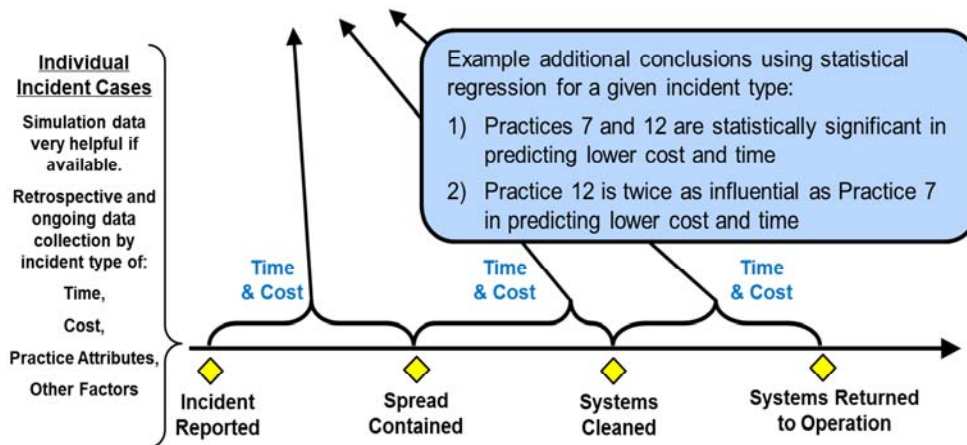 Individual
Incident Cases
Simulation data
very helpful if
available.
Retrospective and
ongoing data
collection by
incident type of:
Time,
Cost,
Practice Attributes,
Other Factors
Example additional conclusions using statistical
regression for a given incident type:
1) Practices 7 and 12 are statistically significant in
predicting lower cost and time
2) Practice 12 is twice as influential as Practice 7
in predicting lower cost and time
Time
& Cost
Time
& Cost
Time
& Cost
Incident
Reported
Spread
Contained
Systems
Cleaned
Systems Returned
to Operation